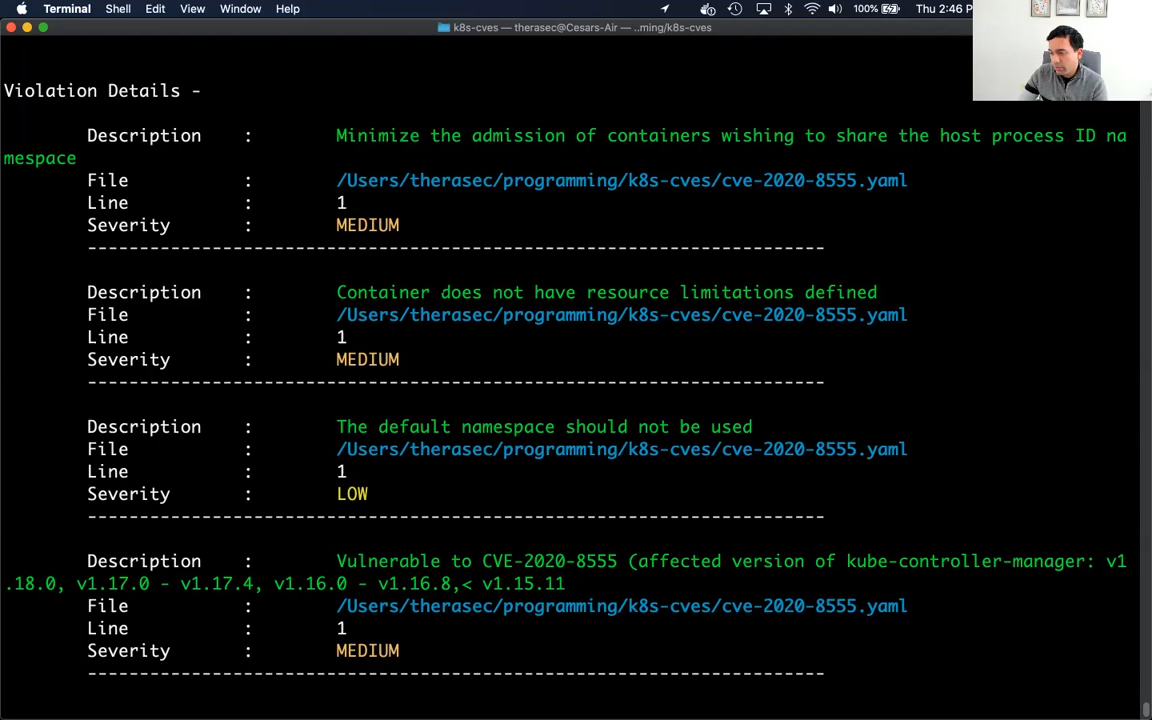 Terminal Shell Edit View Window Help 100% Thu 2:46 P
k8s-cves — therasec@Cesars-Air — ..ming/k8s-cves
Violation Details -
Description : Minimize the admission of containers wishing to share the host process ID na
mespace
File : /Users/therasec/programming/k8s-cves/cve-2020-8555.yaml
Line : 1
Severity : MEDIUM
-----------------------------------------------------------------------
Description : Container does not have resource limitations defined
File : /Users/therasec/programming/k8s-cves/cve-2020-8555.yaml
Line : 1
Severity : MEDIUM
-----------------------------------------------------------------------
Description : The default namespace should not be used
File : /Users/therasec/programming/k8s-cves/cve-2020-8555.yaml
Line : 1
Severity : LOW
-----------------------------------------------------------------------
Description : Vulnerable to CVE-2020-8555 (affected version of kube-controller-manager: v1
.18.0, v1.17.0 - v1.17.4, v1.16.0 - v1.16.8,< v1.15.11
File : /Users/therasec/programming/k8s-cves/cve-2020-8555.yaml
Line : 1
Severity : MEDIUM
-----------------------------------------------------------------------